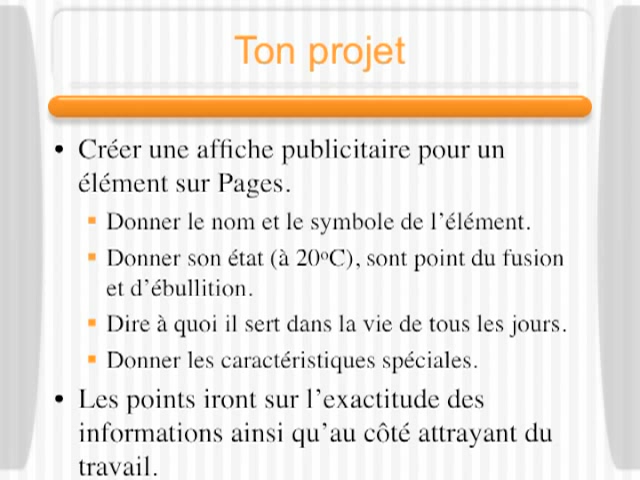 Ton projet
• Créer une affiche publicitaire pour un
élément sur Pages.
Donner le nom et le symbole de l'élément.
Donner son état (à 20ºC), sont point du fusion
et d'ébullition.
Dire à quoi il sert dans la vie de tous les jours.
Donner les caractéristiques spéciales.
• Les points iront sur l'exactitude des
informations ainsi qu'au côté attrayant du
travail.